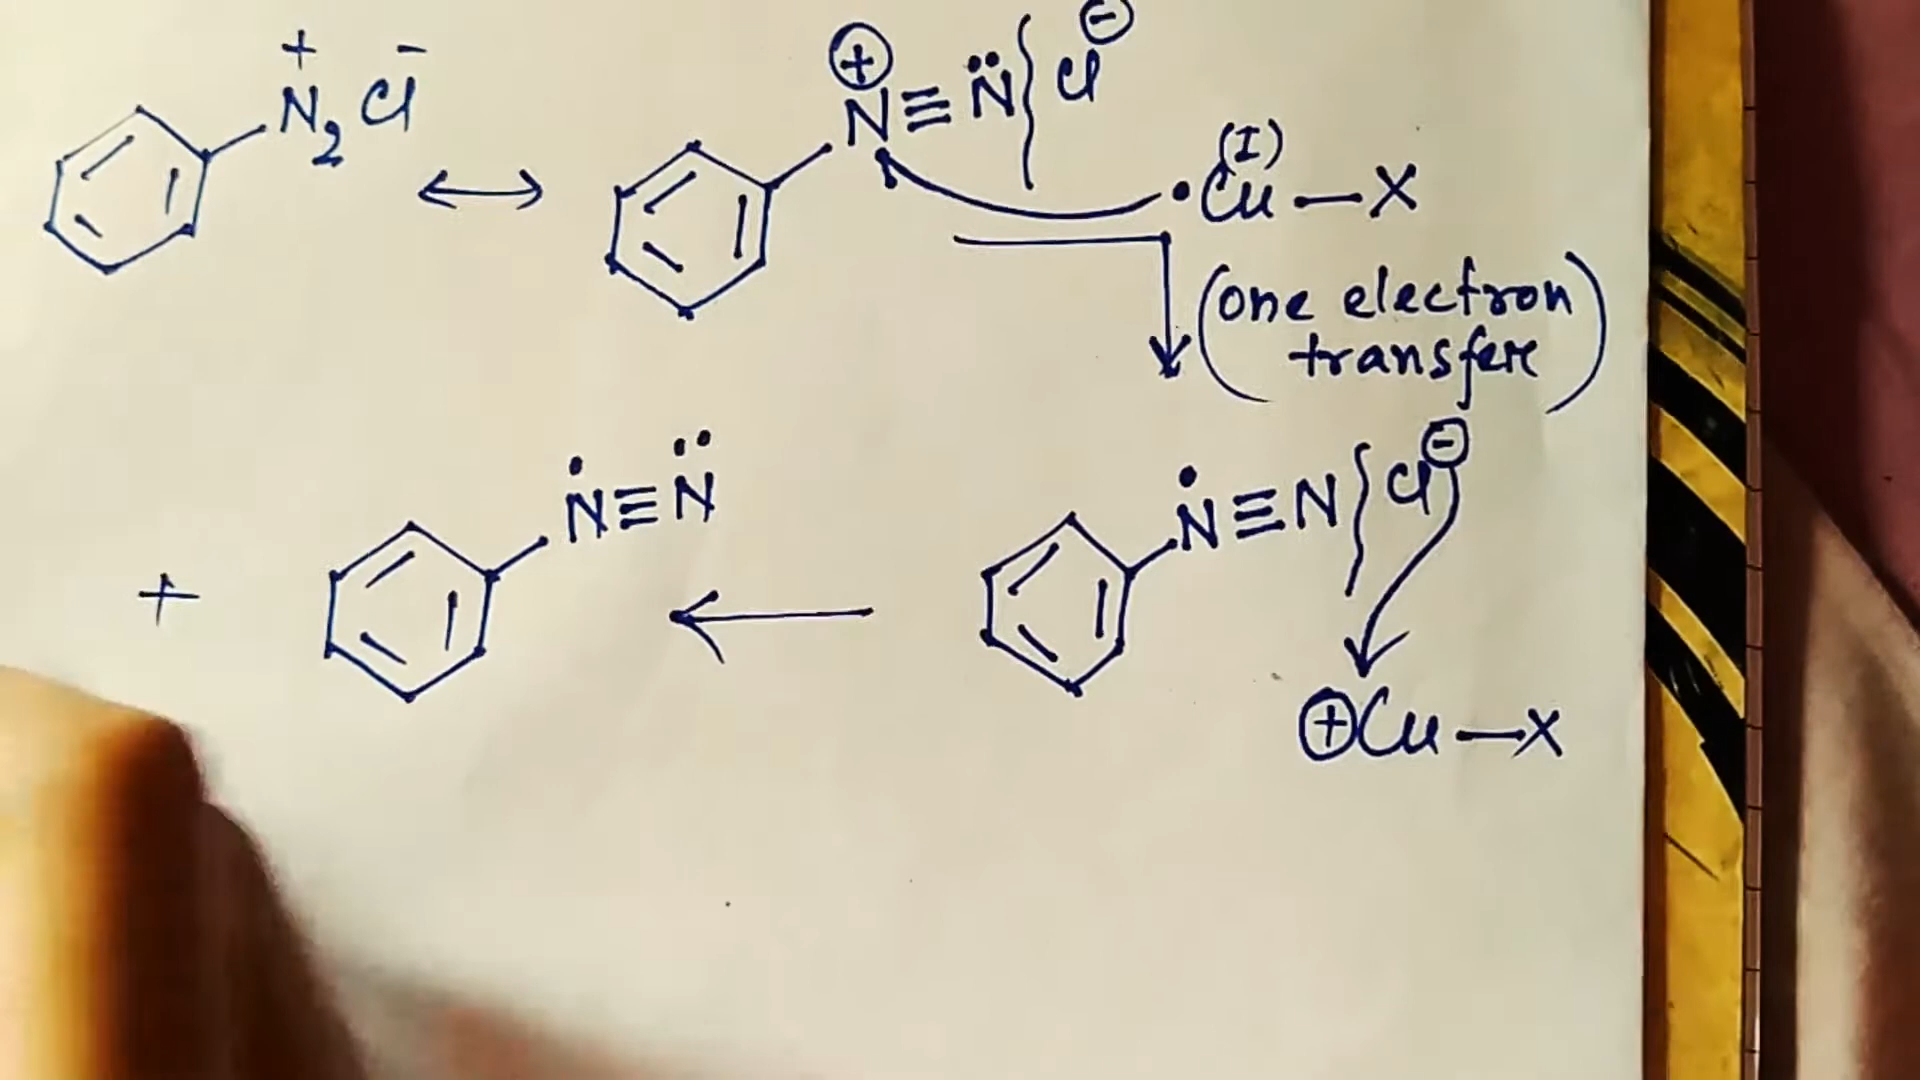 N₂⁺ Cl⁻
⊕ N≡N̈ Cl ⊖
(I)
·Cu—X
(one electron
transfere)
Ṅ≡N̈
Ṅ≡N Cl ⊖
+
⊕Cu—X